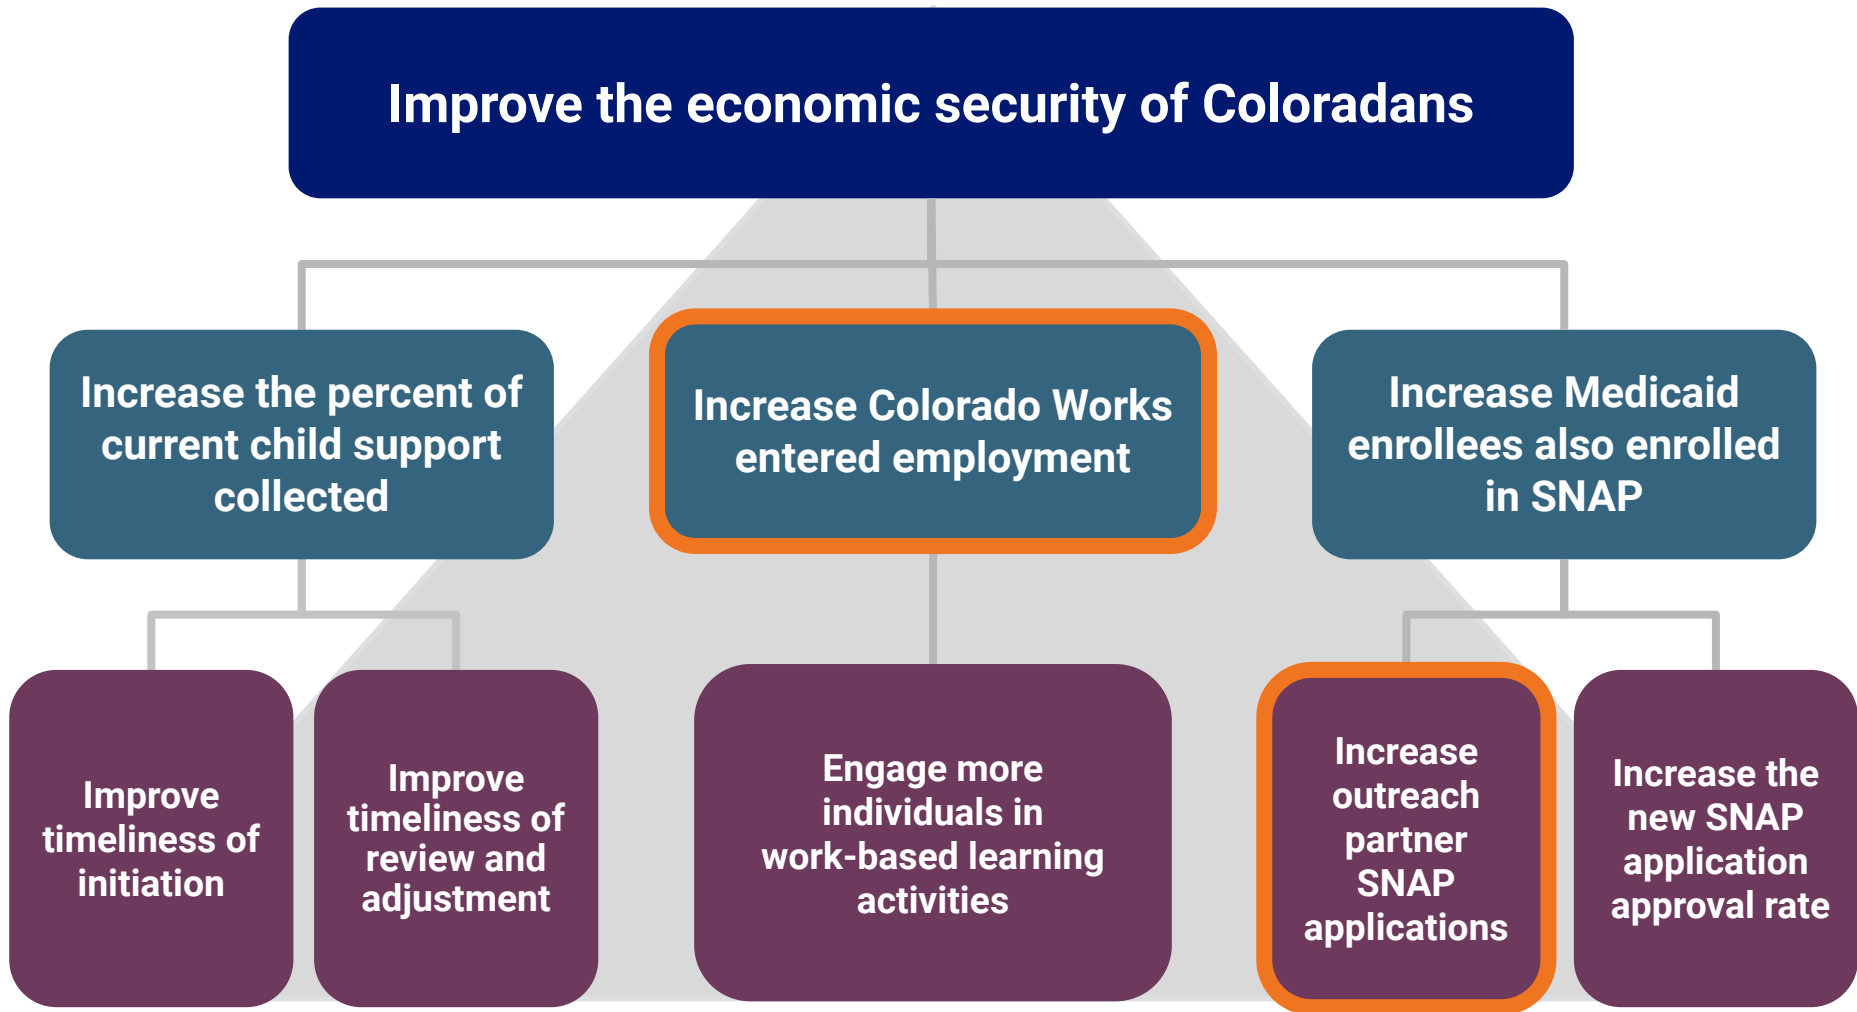 Improve the economic security of Coloradans
Increase the percent of
current child support
collected
Increase Colorado Works
entered employment
Increase Medicaid
enrollees also enrolled
in SNAP
Improve
timeliness of
initiation
Improve
timeliness of
review and
adjustment
Engage more
individuals in
work-based learning
activities
Increase
outreach
partner
SNAP
applications
Increase the
new SNAP
application
approval rate